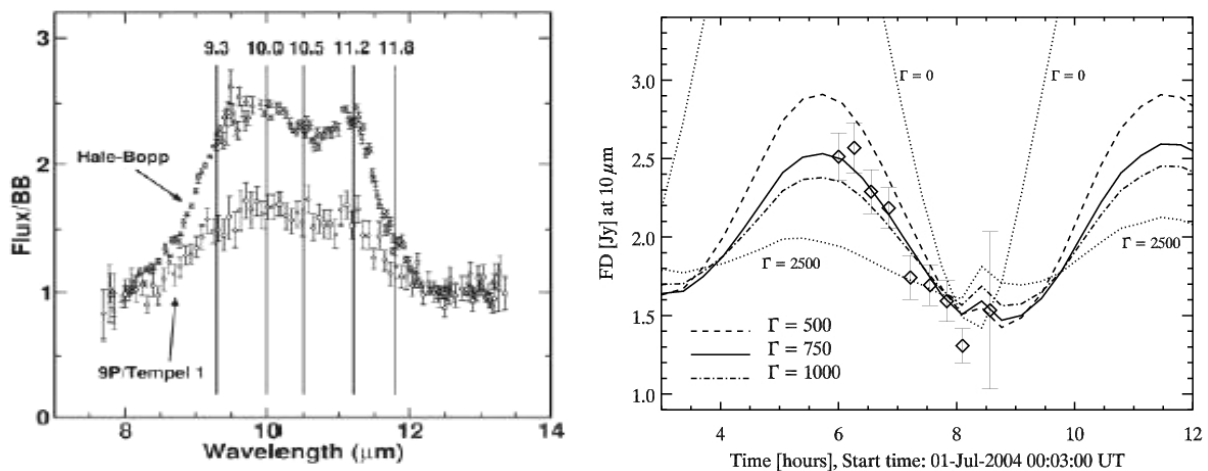 3
2
1
0
Flux/BB
9.3 10.0 10.5 11.2 11.8
Hale-Bopp
9P/Tempel 1
8 10 12 14
Wavelength (μm)
3.0
2.5
2.0
1.5
1.0
FD [Jy] at 10 μm
Γ = 0
Γ = 0
Γ = 2500
Γ = 2500
Γ = 500
Γ = 750
Γ = 1000
4 6 8 10 12
Time [hours], Start time: 01-Jul-2004 00:03:00 UT